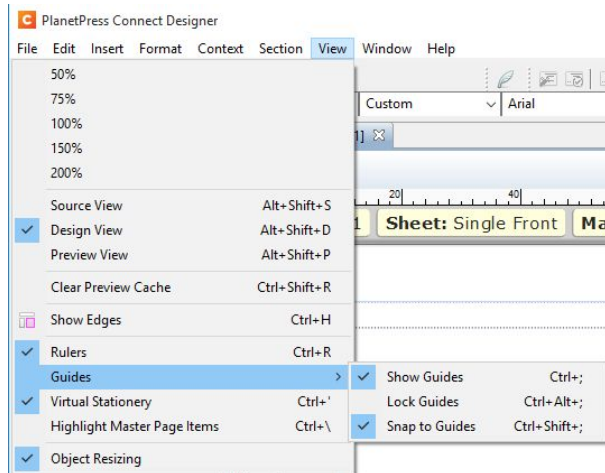 PlanetPress Connect Designer
File Edit Insert Format Context Section View Window Help
50%
75%
100%
150%
200%
Custom Arial
1]
20 40
Source View Alt+Shift+S
Design View Alt+Shift+D
Preview View Alt+Shift+P
1 Sheet: Single Front Ma
Clear Preview Cache Ctrl+Shift+R
Show Edges Ctrl+H
Rulers Ctrl+R
Guides
Show Guides Ctrl+;
Virtual Stationery Ctrl+'
Lock Guides Ctrl+Alt+;
Highlight Master Page Items Ctrl+\
Snap to Guides Ctrl+Shift+;
Object Resizing